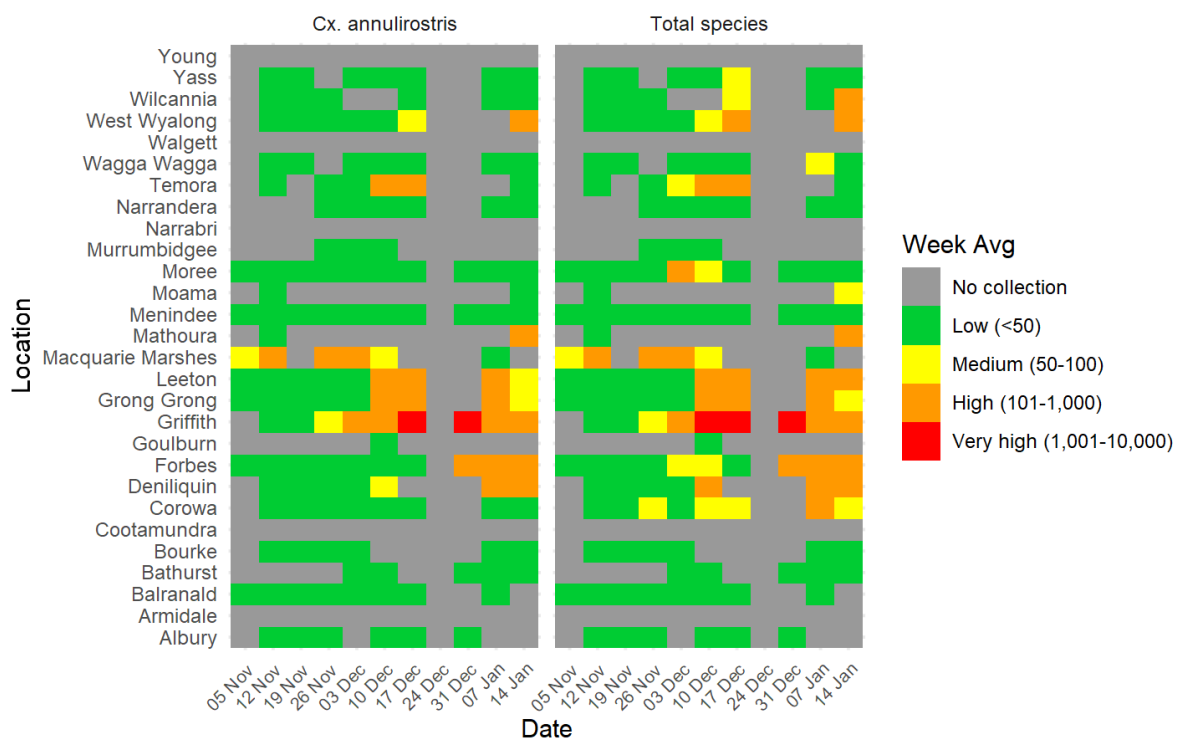 Cx. annulirostris
Total species
Location
Young
Yass
Wilcannia
West Wyalong
Walgett
Wagga Wagga
Temora
Narrandera
Narrabri
Murrumbidgee
Moree
Moama
Menindee
Mathoura
Macquarie Marshes
Leeton
Grong Grong
Griffith
Goulburn
Forbes
Deniliquin
Corowa
Cootamundra
Bourke
Bathurst
Balranald
Armidale
Albury
05 Nov
12 Nov
19 Nov
26 Nov
03 Dec
10 Dec
17 Dec
24 Dec
31 Dec
07 Jan
14 Jan
05 Nov
12 Nov
19 Nov
26 Nov
03 Dec
10 Dec
17 Dec
24 Dec
31 Dec
07 Jan
14 Jan
Date
Week Avg
No collection
Low (<50)
Medium (50-100)
High (101-1,000)
Very high (1,001-10,000)